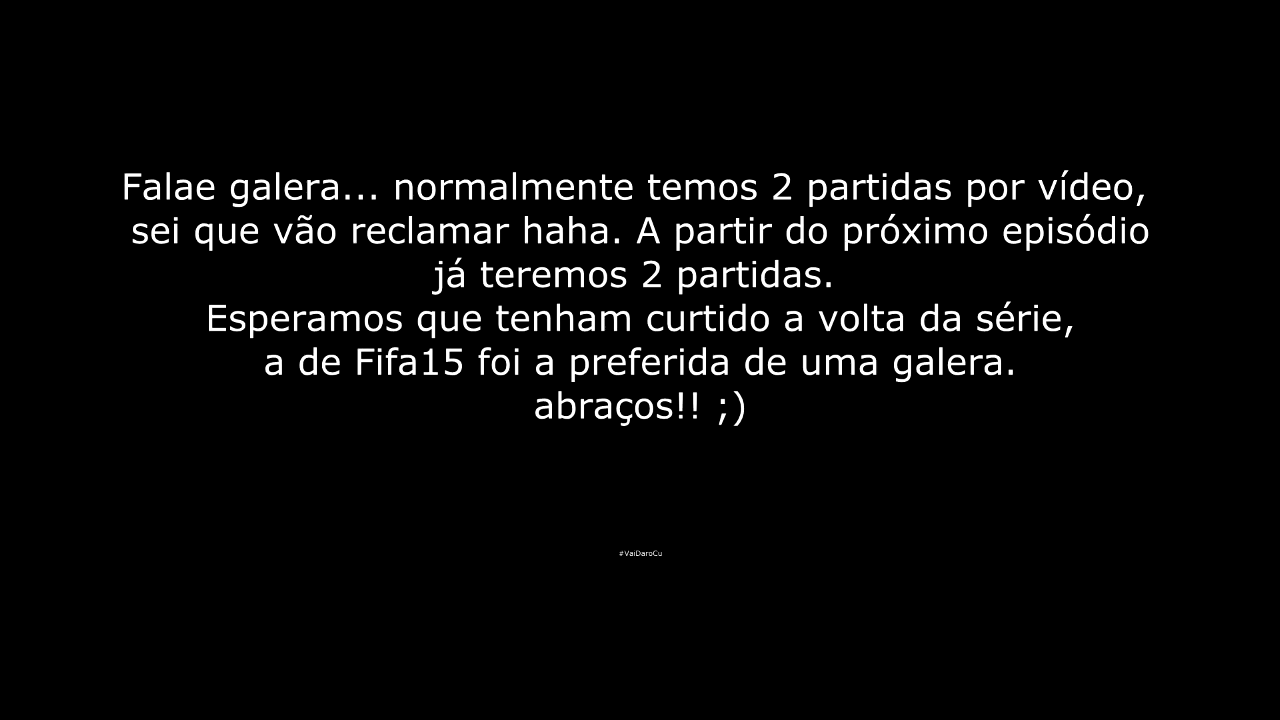 Falae galera... normalmente temos 2 partidas por vídeo,
sei que vão reclamar haha. A partir do próximo episódio
já teremos 2 partidas.
Esperamos que tenham curtido a volta da série,
a de Fifa15 foi a preferida de uma galera.
abraços!! ;)
#VaiDaroCu